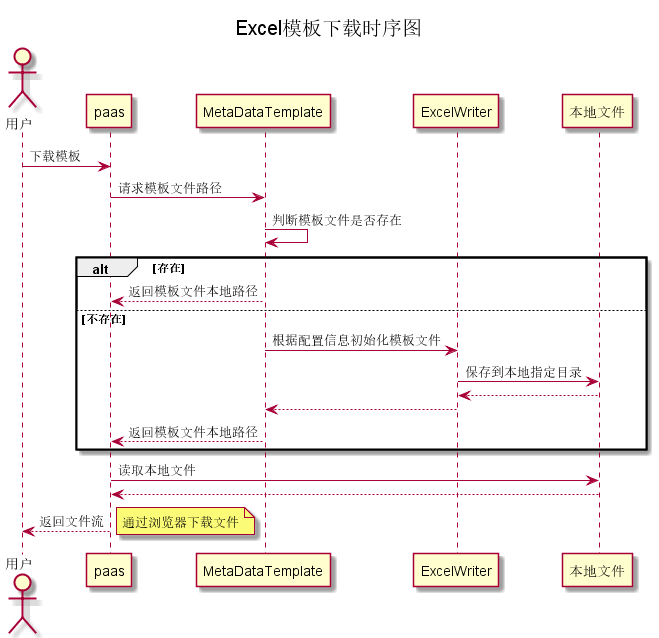 Excel模板下载时序图
用户
paas
MetaDataTemplate
ExcelWriter
本地文件
下载模板
请求模板文件路径
判断模板文件是否存在
alt
[存在]
返回模板文件本地路径
[不存在]
根据配置信息初始化模板文件
保存到本地指定目录
返回模板文件本地路径
读取本地文件
返回文件流
通过浏览器下载文件
用户
paas
MetaDataTemplate
ExcelWriter
本地文件